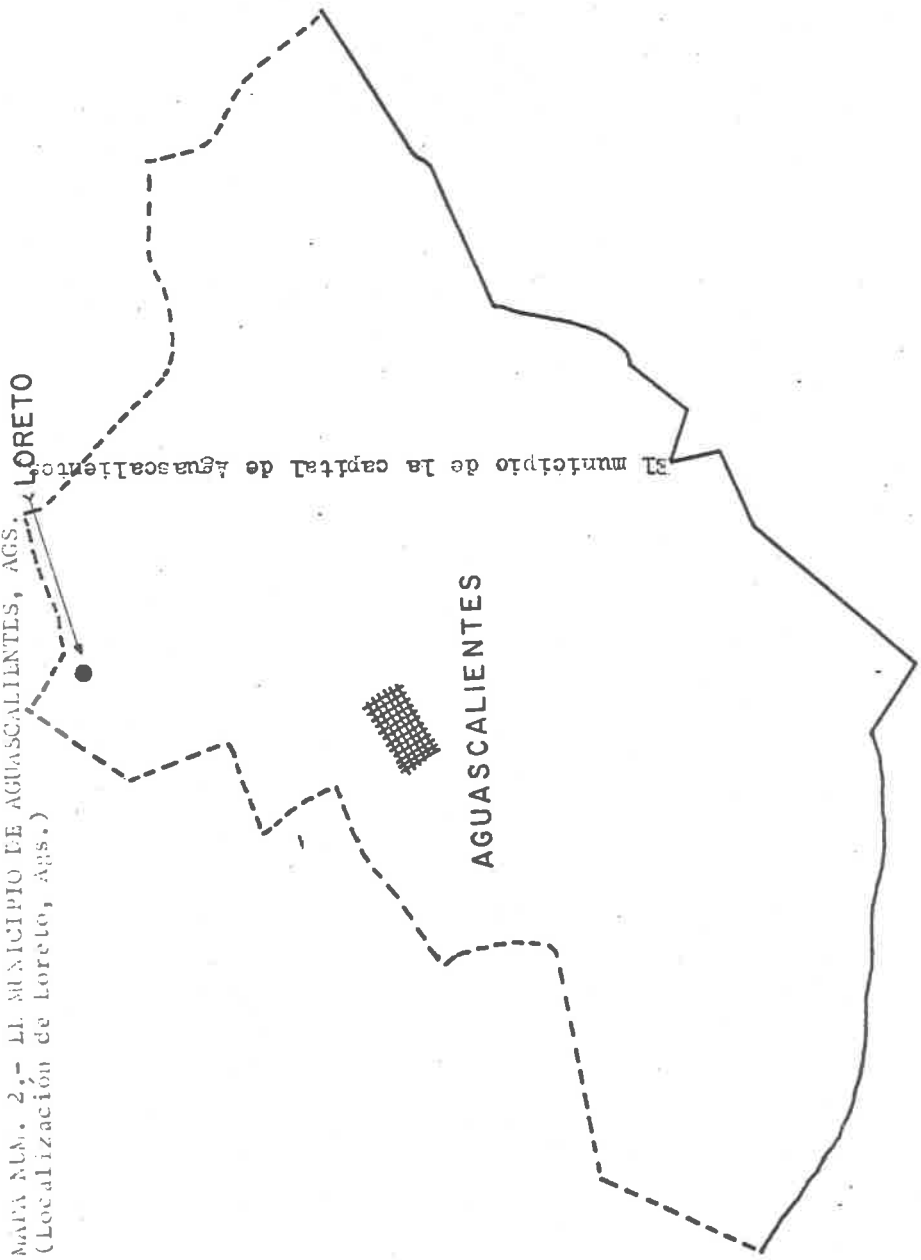 MAPA NUM. 2.- EL MUNICIPIO DE AGUASCALIENTES, AGS.
(Localización de Loreto, Ags.)
LORETO
AGUASCALIENTES
El municipio de la capital de Aguascalientes